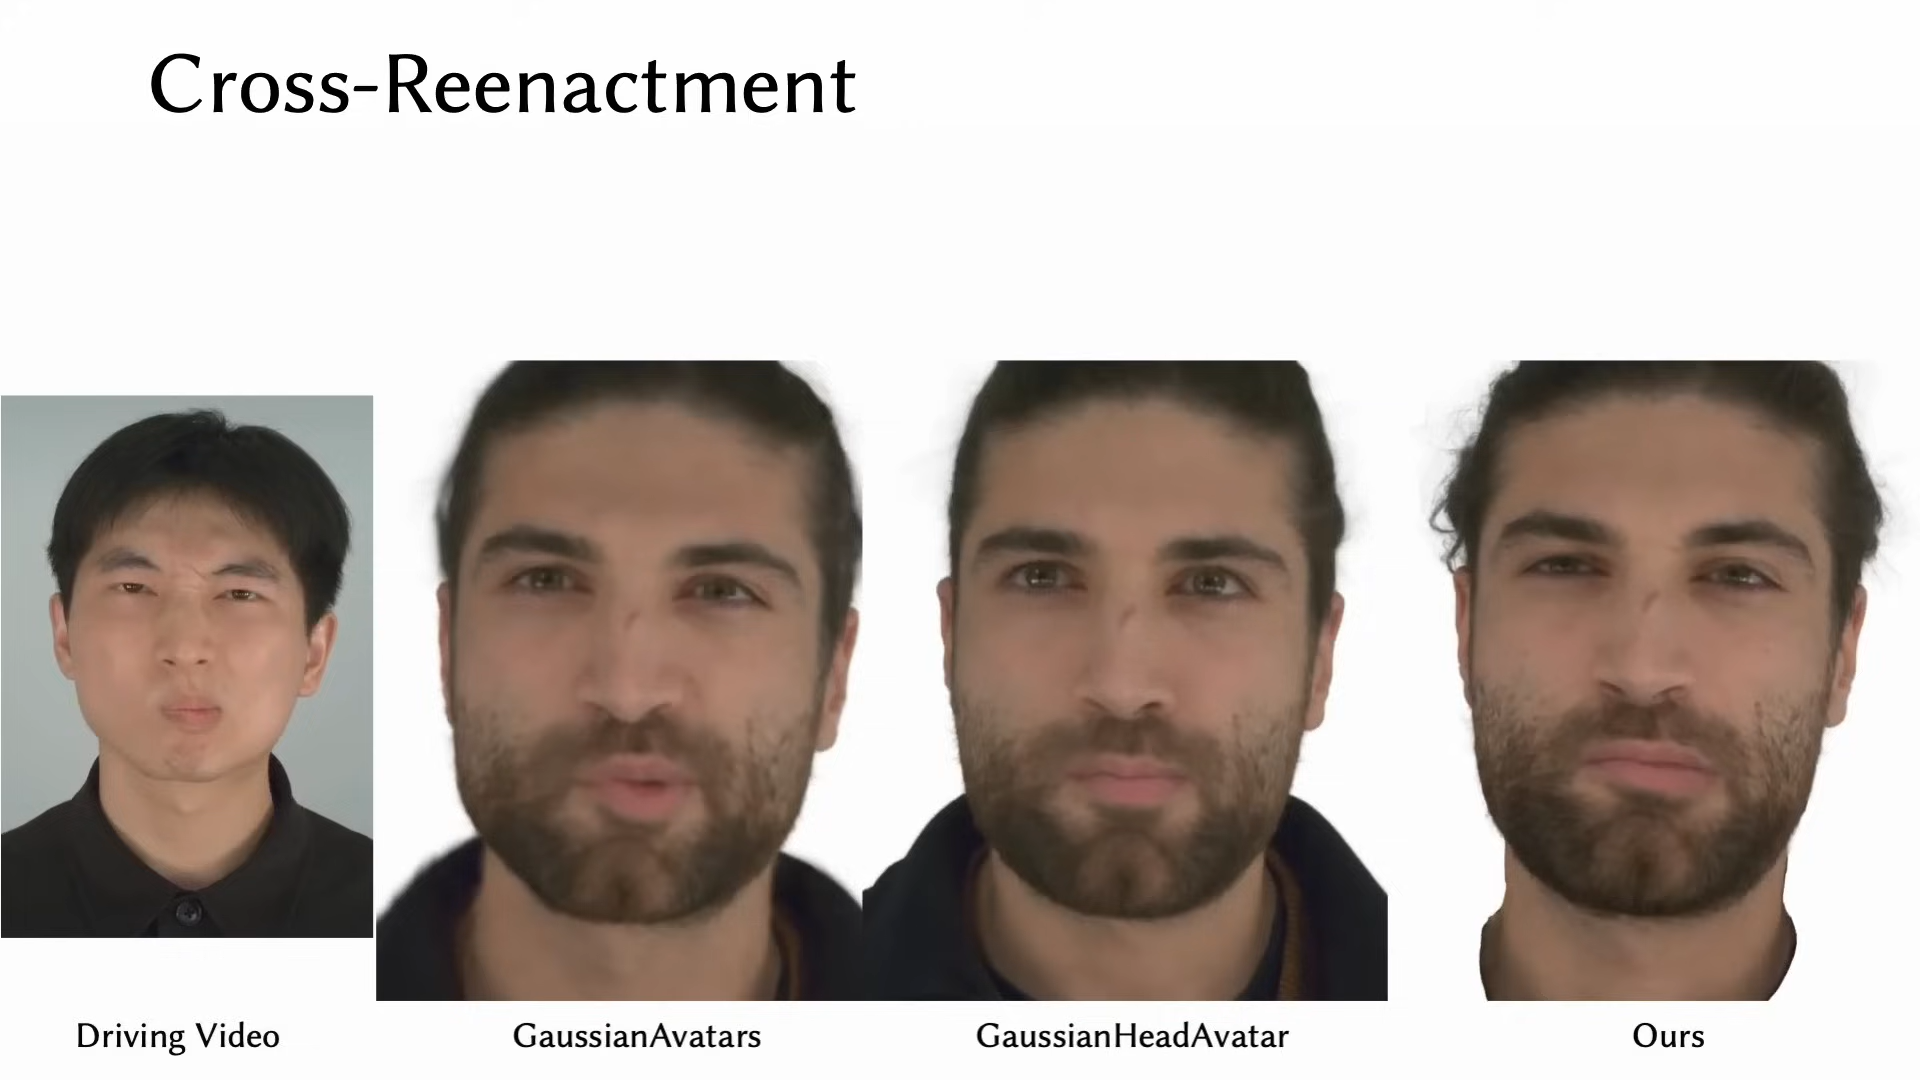 Cross-Reenactment
Driving Video
GaussianAvatars
GaussianHeadAvatar
Ours